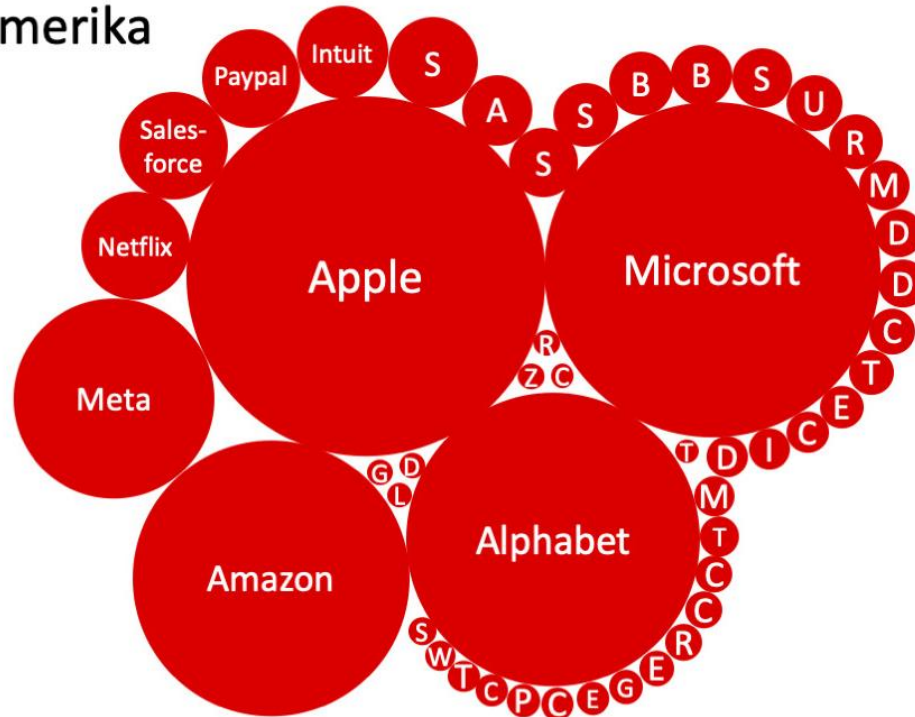 merika
Intuit
Paypal
Sales-
force
Netflix
Meta
Apple
S
A
S
S
B
B
S
U
R
M
D
D
C
T
E
C
I
D
T
Microsoft
R
Z
C
G
D
L
Amazon
Alphabet
M
T
C
C
R
E
G
E
C
P
C
T
W
S